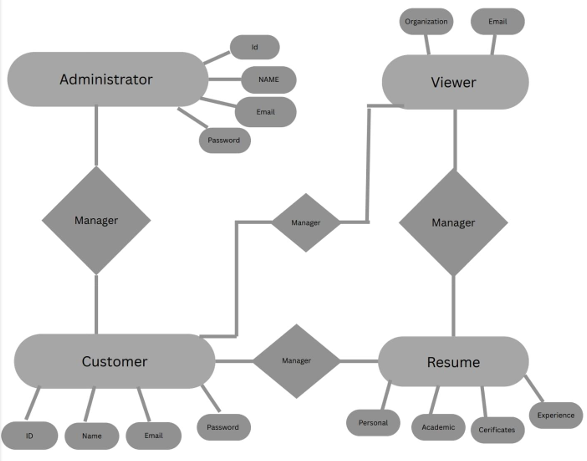 Organization
Email
Id
Administrator
NAME
Viewer
Email
Password
Manager
Manager
Manager
Manager
Customer
Resume
Personal
Academic
Cerificates
Experience
ID
Name
Email
Password